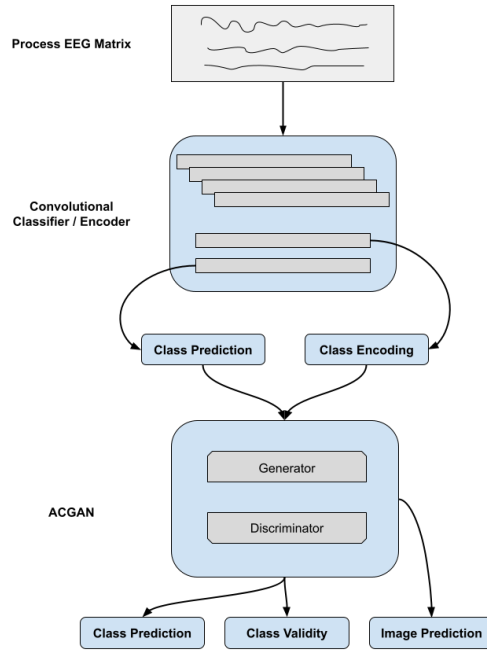 Process EEG Matrix
Convolutional
Classifier / Encoder
Class Prediction
Class Encoding
Generator
ACGAN
Discriminator
Class Prediction
Class Validity
Image Prediction